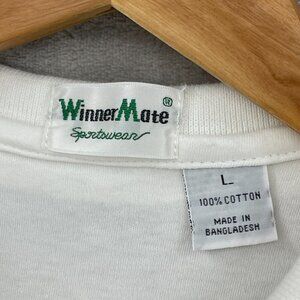 WinnerMate®
Sportswear
L
100% COTTON
MADE IN
BANGLADESH